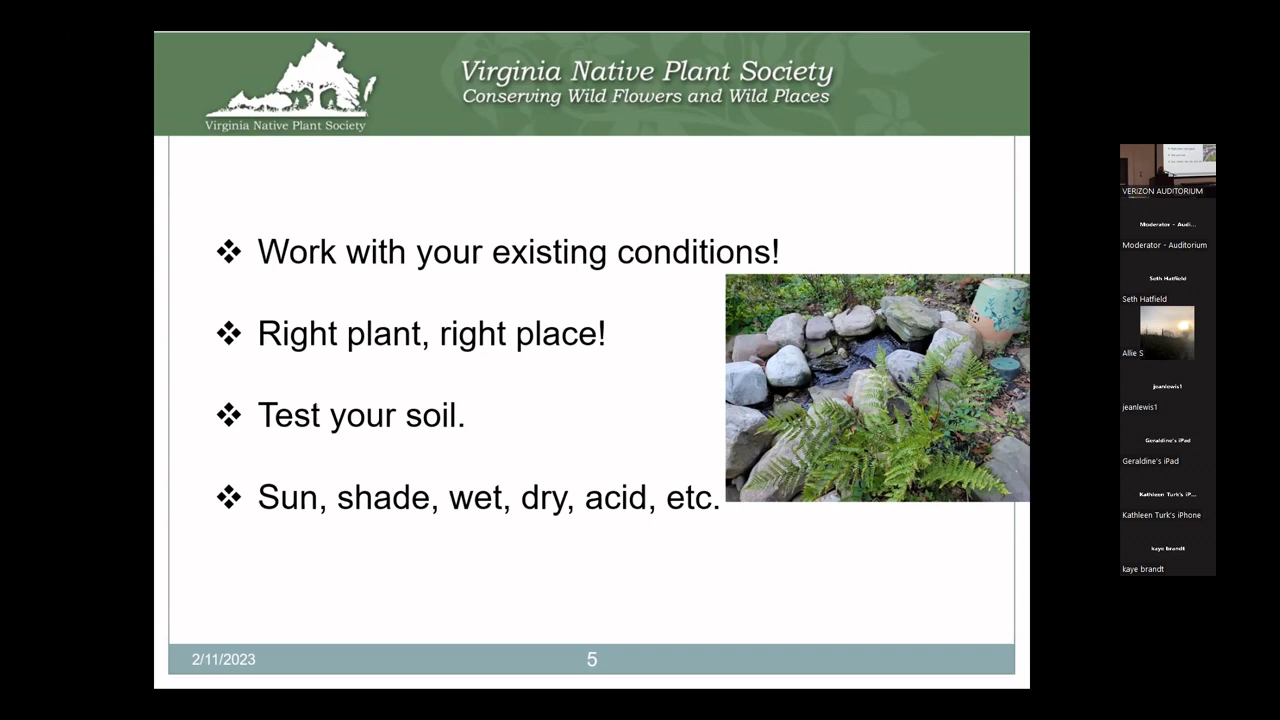 Virginia Native Plant Society
Virginia Native Plant Society
Conserving Wild Flowers and Wild Places
❖ Work with your existing conditions!
❖ Right plant, right place!
❖ Test your soil.
❖ Sun, shade, wet, dry, acid, etc.
2/11/2023
5
VERIZON AUDITORIUM
Moderator - Audi...
Moderator - Auditorium
Seth Hatfield
Seth Hatfield
Allie S
jeanlewis1
jeanlewis1
Geraldine's iPad
Geraldine's iPad
Kathleen Turk's iP...
Kathleen Turk's iPhone
kaye brandt
kaye brandt